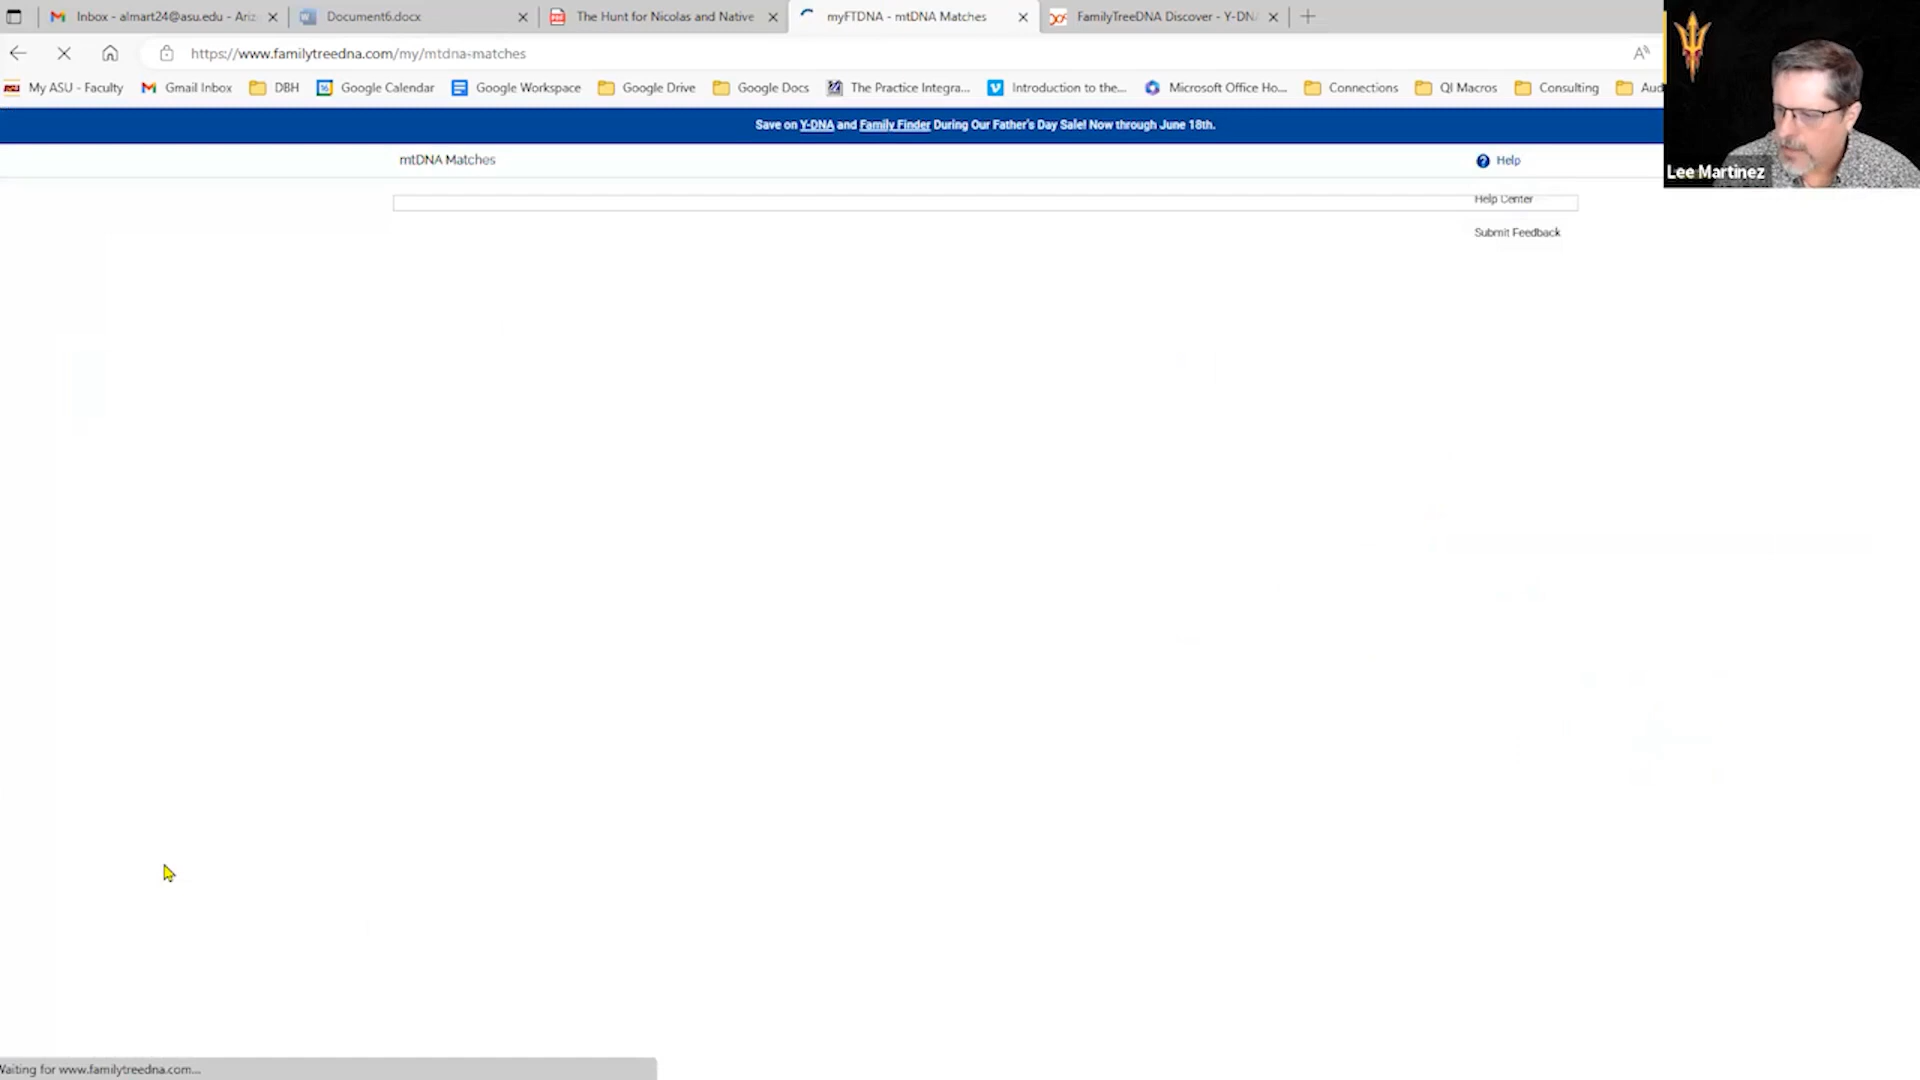 Inbox - almart24@asu.edu - Ariz
Document6.docx
The Hunt for Nicolas and Native
myFTDNA - mtDNA Matches
FamilyTreeDNA Discover - Y-DN
https://www.familytreedna.com/my/mtdna-matches
My ASU - Faculty
Gmail Inbox
DBH
Google Calendar
Google Workspace
Google Drive
Google Docs
The Practice Integra...
Introduction to the...
Microsoft Office Ho...
Connections
QI Macros
Consulting
Aud
Save on Y-DNA and Family Finder During Our Father's Day Sale! Now through June 18th.
mtDNA Matches
Help
Help Center
Submit Feedback
Lee Martinez
Waiting for www.familytreedna.com...